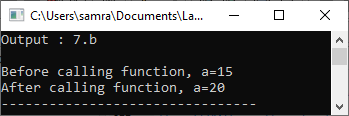 C:\Users\samra\Documents\La...
Output : 7.b
Before calling function, a=15
After calling function, a=20
--------------------------------